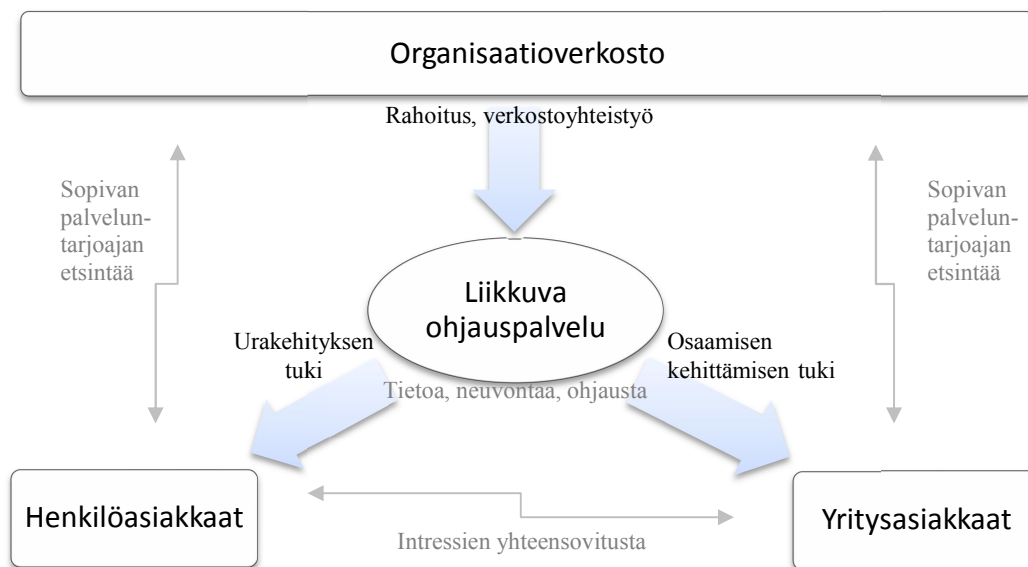 Organisaatioverkosto
Rahoitus, verkostoyhteistyö
Sopivan
palvelun-
tarjoajan
etsintää
Sopivan
palvelun-
tarjoajan
etsintää
Liikkuva
ohjauspalvelu
Urakehityksen
tuki
Osaamisen
kehittämisen tuki
Tietoa, neuvontaa, ohjausta
Henkilöasiakkaat
Yritysasiakkaat
Intressien yhteensovitusta